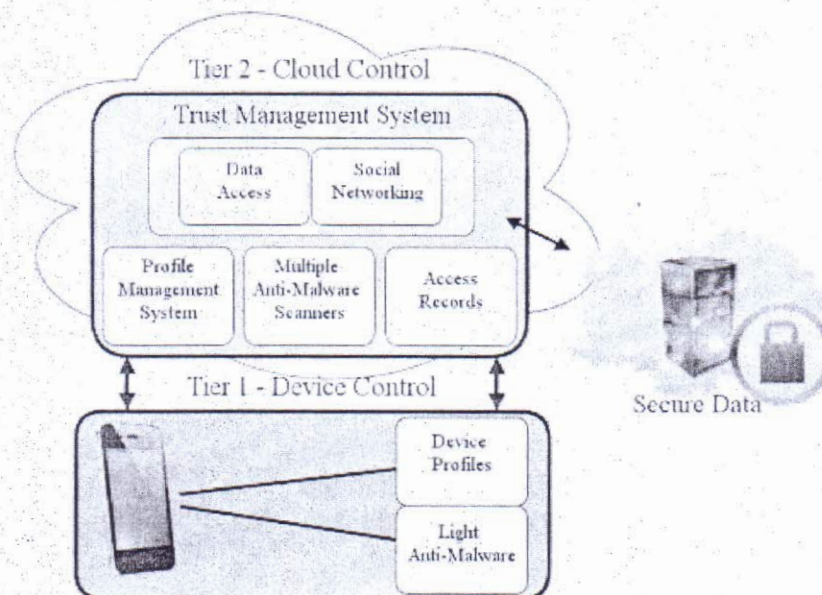 Tier 2 - Cloud Control
Trust Management System
Data
Access
Social
Networking
Profile
Management
System
Multiple
Anti-Malware
Scanners
Access
Records
Tier 1 - Device Control
Secure Data
Device
Profiles
Light
Anti-Malware